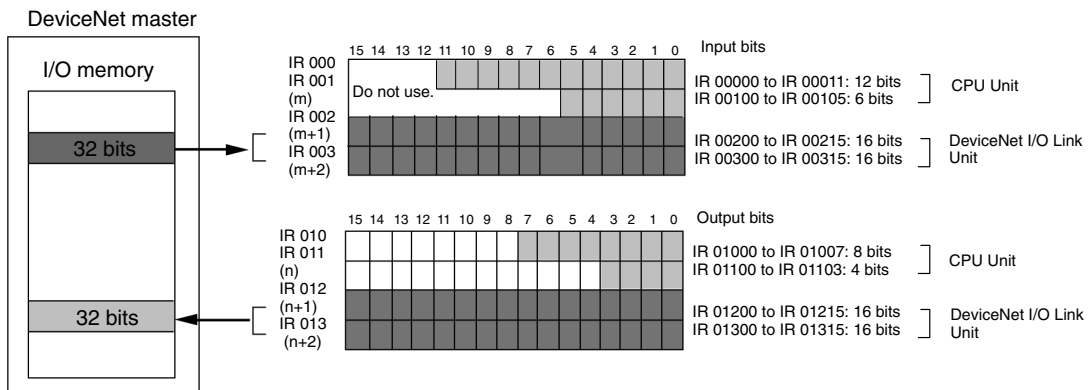 DeviceNet master
I/O memory
32 bits
32 bits
15 14 13 12 11 10 9 8 7 6 5 4 3 2 1 0
Input bits
IR 000
IR 001
(m)
IR 002
(m+1)
IR 003
(m+2)
Do not use.
IR 00000 to IR 00011: 12 bits
IR 00100 to IR 00105: 6 bits
CPU Unit
IR 00200 to IR 00215: 16 bits
IR 00300 to IR 00315: 16 bits
DeviceNet I/O Link
Unit
15 14 13 12 11 10 9 8 7 6 5 4 3 2 1 0
Output bits
IR 010
IR 011
(n)
IR 012
(n+1)
IR 013
(n+2)
IR 01000 to IR 01007: 8 bits
IR 01100 to IR 01103: 4 bits
CPU Unit
IR 01200 to IR 01215: 16 bits
IR 01300 to IR 01315: 16 bits
DeviceNet I/O Link
Unit